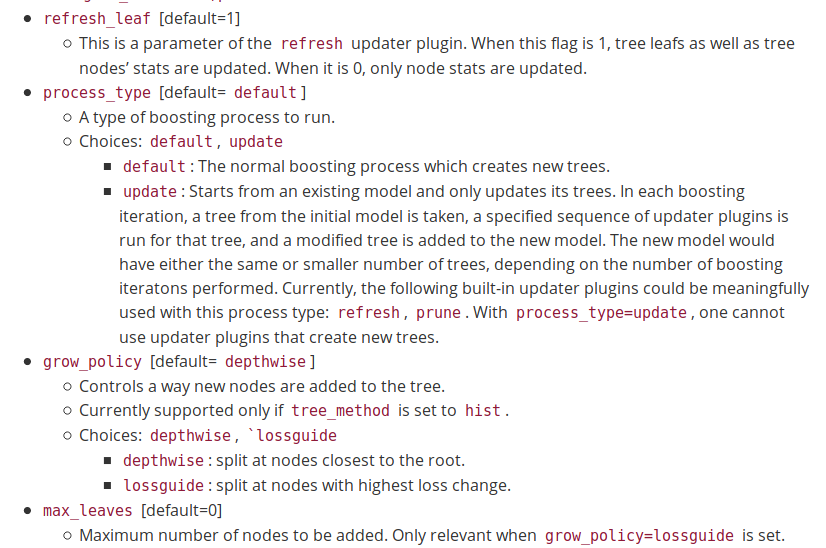 refresh_leaf [default=1]
This is a parameter of the refresh updater plugin. When this flag is 1, tree leafs as well as tree
nodes’ stats are updated. When it is 0, only node stats are updated.
process_type [default= default]
A type of boosting process to run.
Choices: default, update
default: The normal boosting process which creates new trees.
update: Starts from an existing model and only updates its trees. In each boosting
iteration, a tree from the initial model is taken, a specified sequence of updater plugins is
run for that tree, and a modified tree is added to the new model. The new model would
have either the same or smaller number of trees, depending on the number of boosting
iteratons performed. Currently, the following built-in updater plugins could be meaningfully
used with this process type: refresh, prune. With process_type=update, one cannot
use updater plugins that create new trees.
grow_policy [default= depthwise]
Controls a way new nodes are added to the tree.
Currently supported only if tree_method is set to hist.
Choices: depthwise, `lossguide
depthwise: split at nodes closest to the root.
lossguide: split at nodes with highest loss change.
max_leaves [default=0]
Maximum number of nodes to be added. Only relevant when grow_policy=lossguide is set.